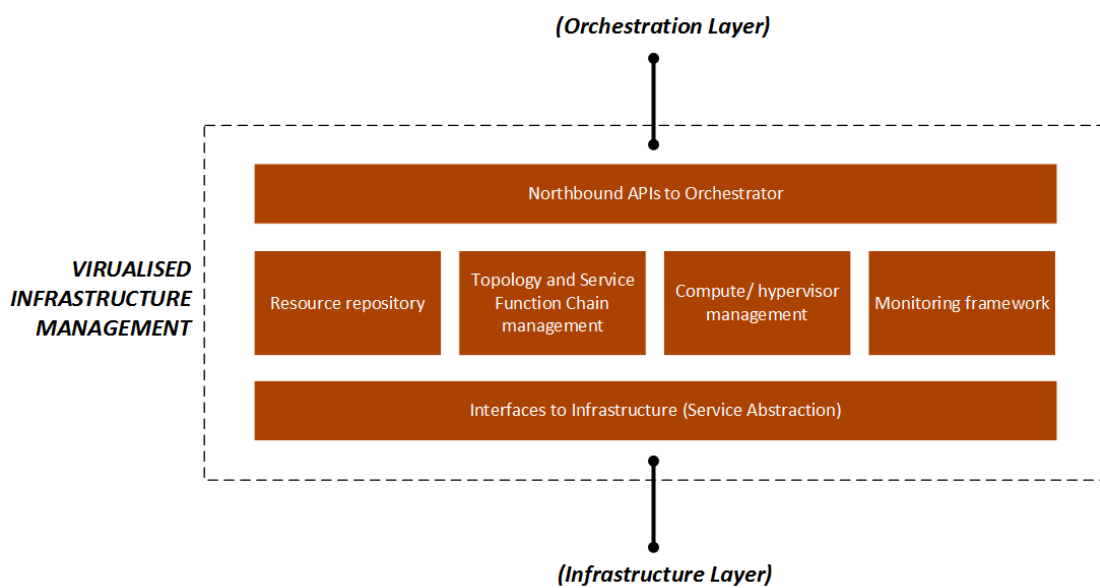 (Orchestration Layer)
Northbound APIs to Orchestrator
VIRUALISED
INFRASTRUCTURE
MANAGEMENT
Resource repository
Topology and Service
Function Chain
management
Compute/ hypervisor
management
Monitoring framework
Interfaces to Infrastructure (Service Abstraction)
(Infrastructure Layer)